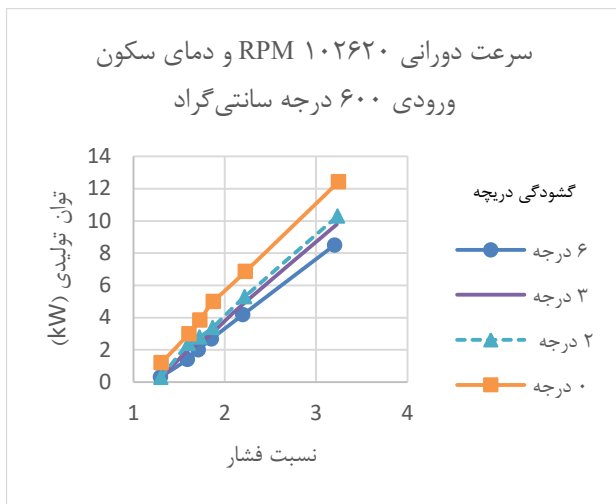 سرعت دورانی ۱۰۲۶۲۰ RPM و دمای سکون
ورودی ۶۰۰ درجه سانتی‌گراد
توان تولیدی (kW)
14
12
10
8
6
4
2
0
1 2 3 4
نسبت فشار
گشودگی دریچه
۶ درجه
۳ درجه
۲ درجه
۰ درجه